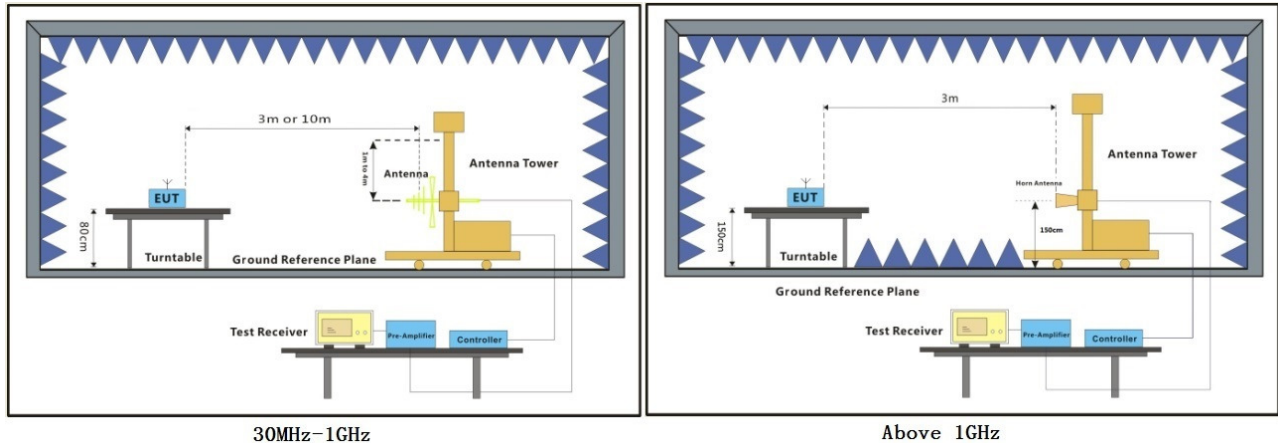 3m or 10m
1m to 4m
Antenna
Antenna Tower
EUT
80cm
Turntable
Ground Reference Plane
Test Receiver
Pre-Amplifier
Controller
30MHz-1GHz
3m
Antenna Tower
Horn Antenna
EUT
150cm
150cm
Turntable
Ground Reference Plane
Test Receiver
Pre-Amplifier
Controller
Above 1GHz